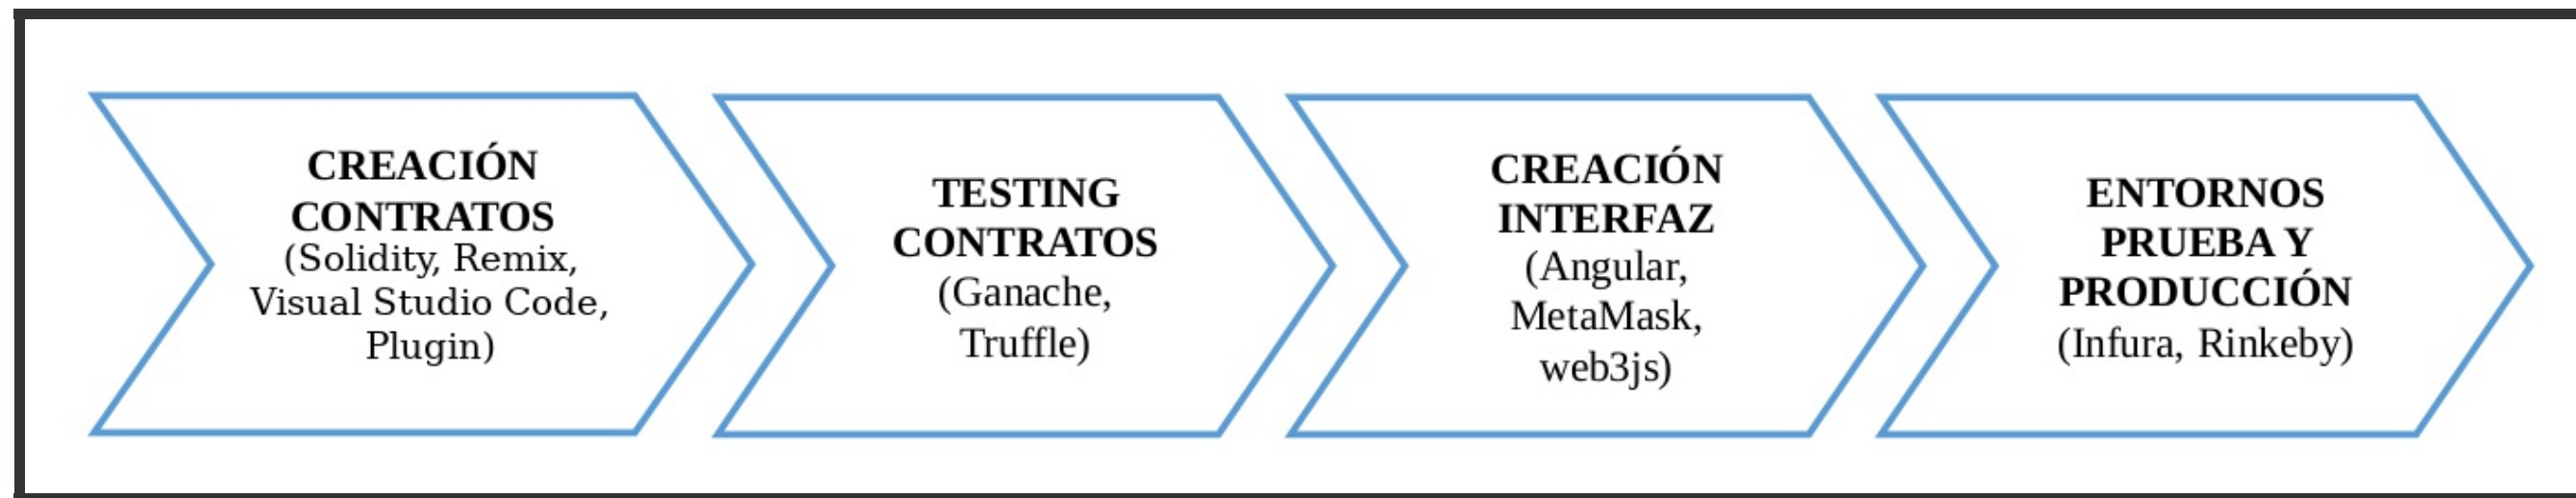 CREACIÓN
CONTRATOS
(Solidity, Remix,
Visual Studio Code,
Plugin)
TESTING
CONTRATOS
(Ganache,
Truffle)
CREACIÓN
INTERFAZ
(Angular,
MetaMask,
web3js)
ENTORNOS
PRUEBA Y
PRODUCCIÓN
(Infura, Rinkeby)